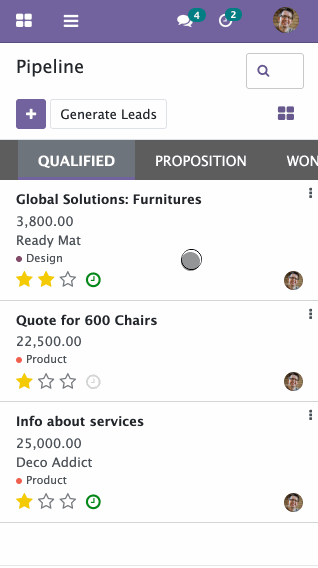 4 2
Pipeline
+ Generate Leads
QUALIFIED PROPOSITION WON
Global Solutions: Furnitures
3,800.00
Ready Mat
Design
Quote for 600 Chairs
22,500.00
Product
Info about services
25,000.00
Deco Addict
Product